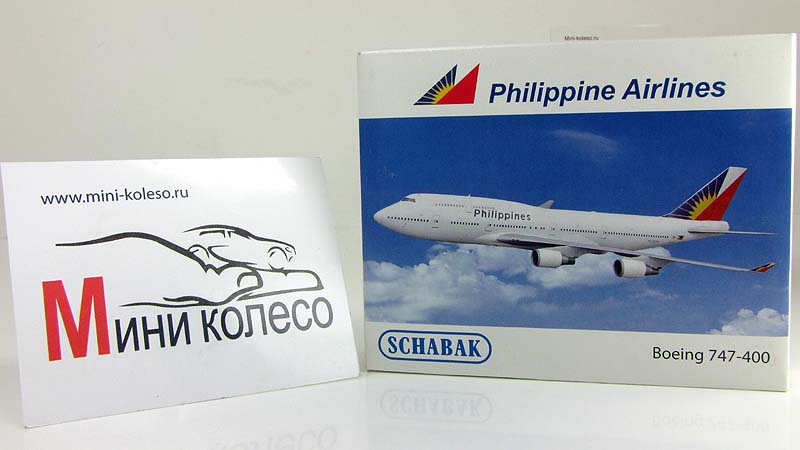 Mini-koleso.ru
www.mini-koleso.ru
Мини колесо
Philippine Airlines
Philippines
SCHABAK
Boeing 747-400